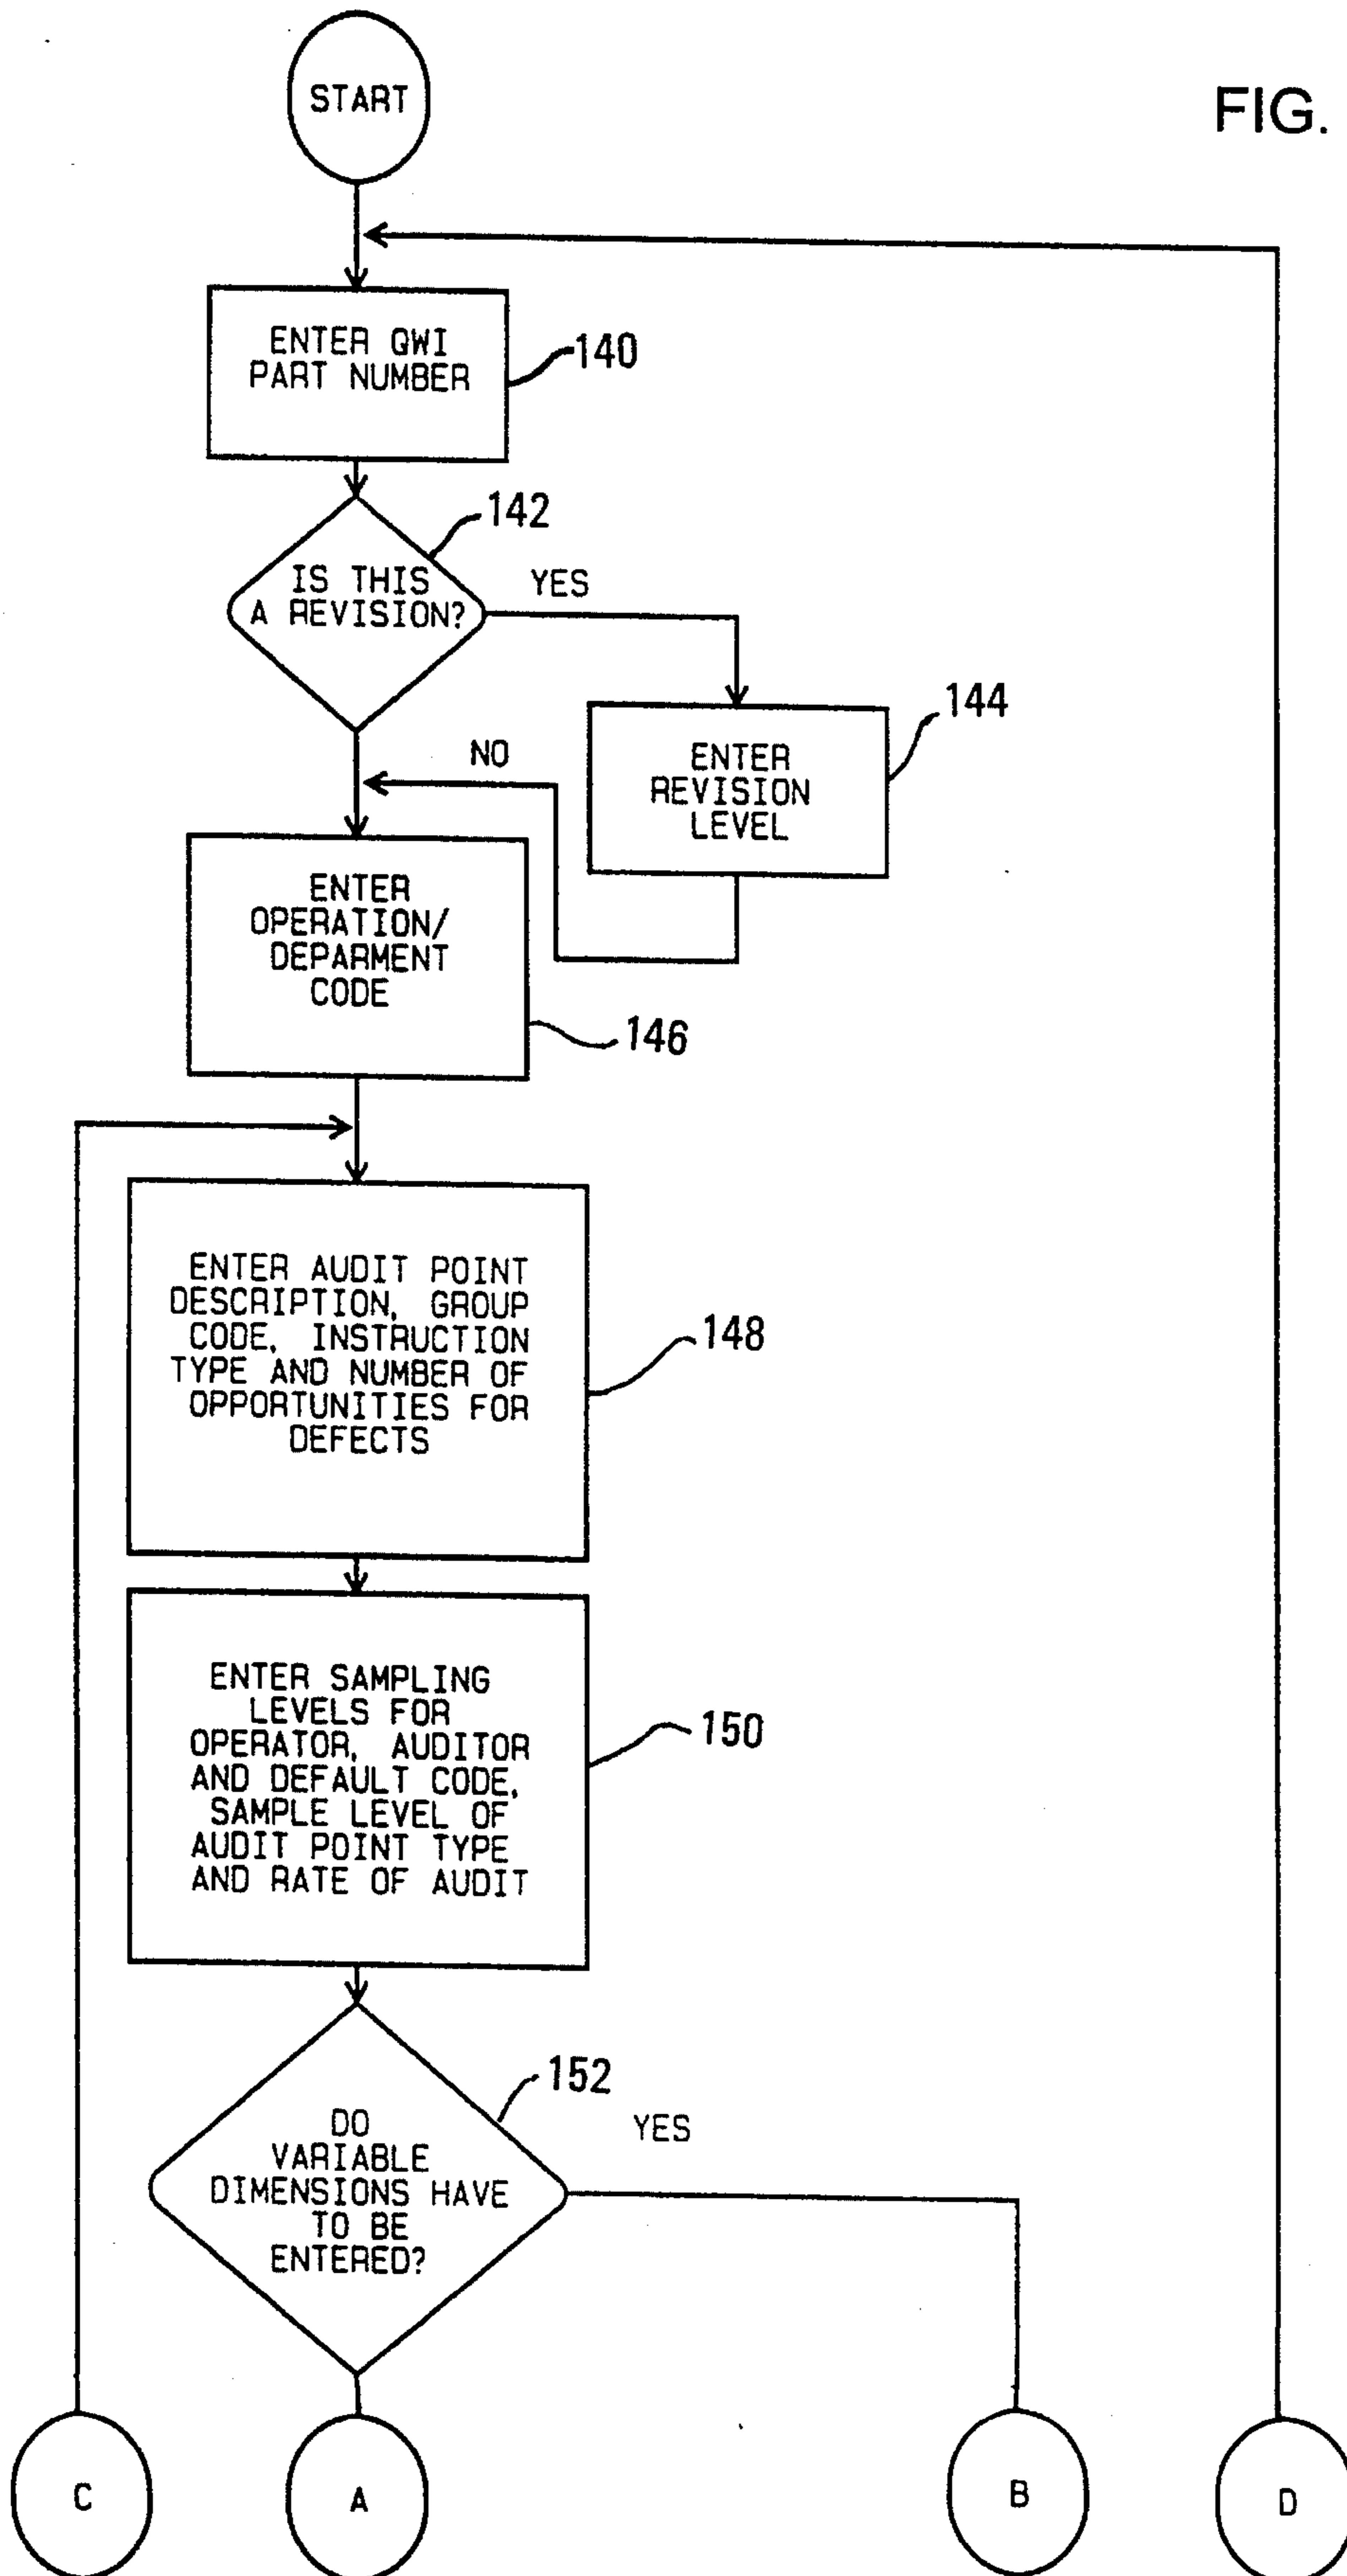 START
FIG.
ENTER QWI
PART NUMBER
140
142
IS THIS
A REVISION?
YES
144
ENTER
REVISION
LEVEL
NO
ENTER
OPERATION/
DEPARMENT
CODE
146
ENTER AUDIT POINT
DESCRIPTION, GROUP
CODE, INSTRUCTION
TYPE AND NUMBER OF
OPPORTUNITIES FOR
DEFECTS
148
ENTER SAMPLING
LEVELS FOR
OPERATOR, AUDITOR
AND DEFAULT CODE,
SAMPLE LEVEL OF
AUDIT POINT TYPE
AND RATE OF AUDIT
150
152
DO
VARIABLE
DIMENSIONS HAVE
TO BE
ENTERED?
YES
C
A
B
D